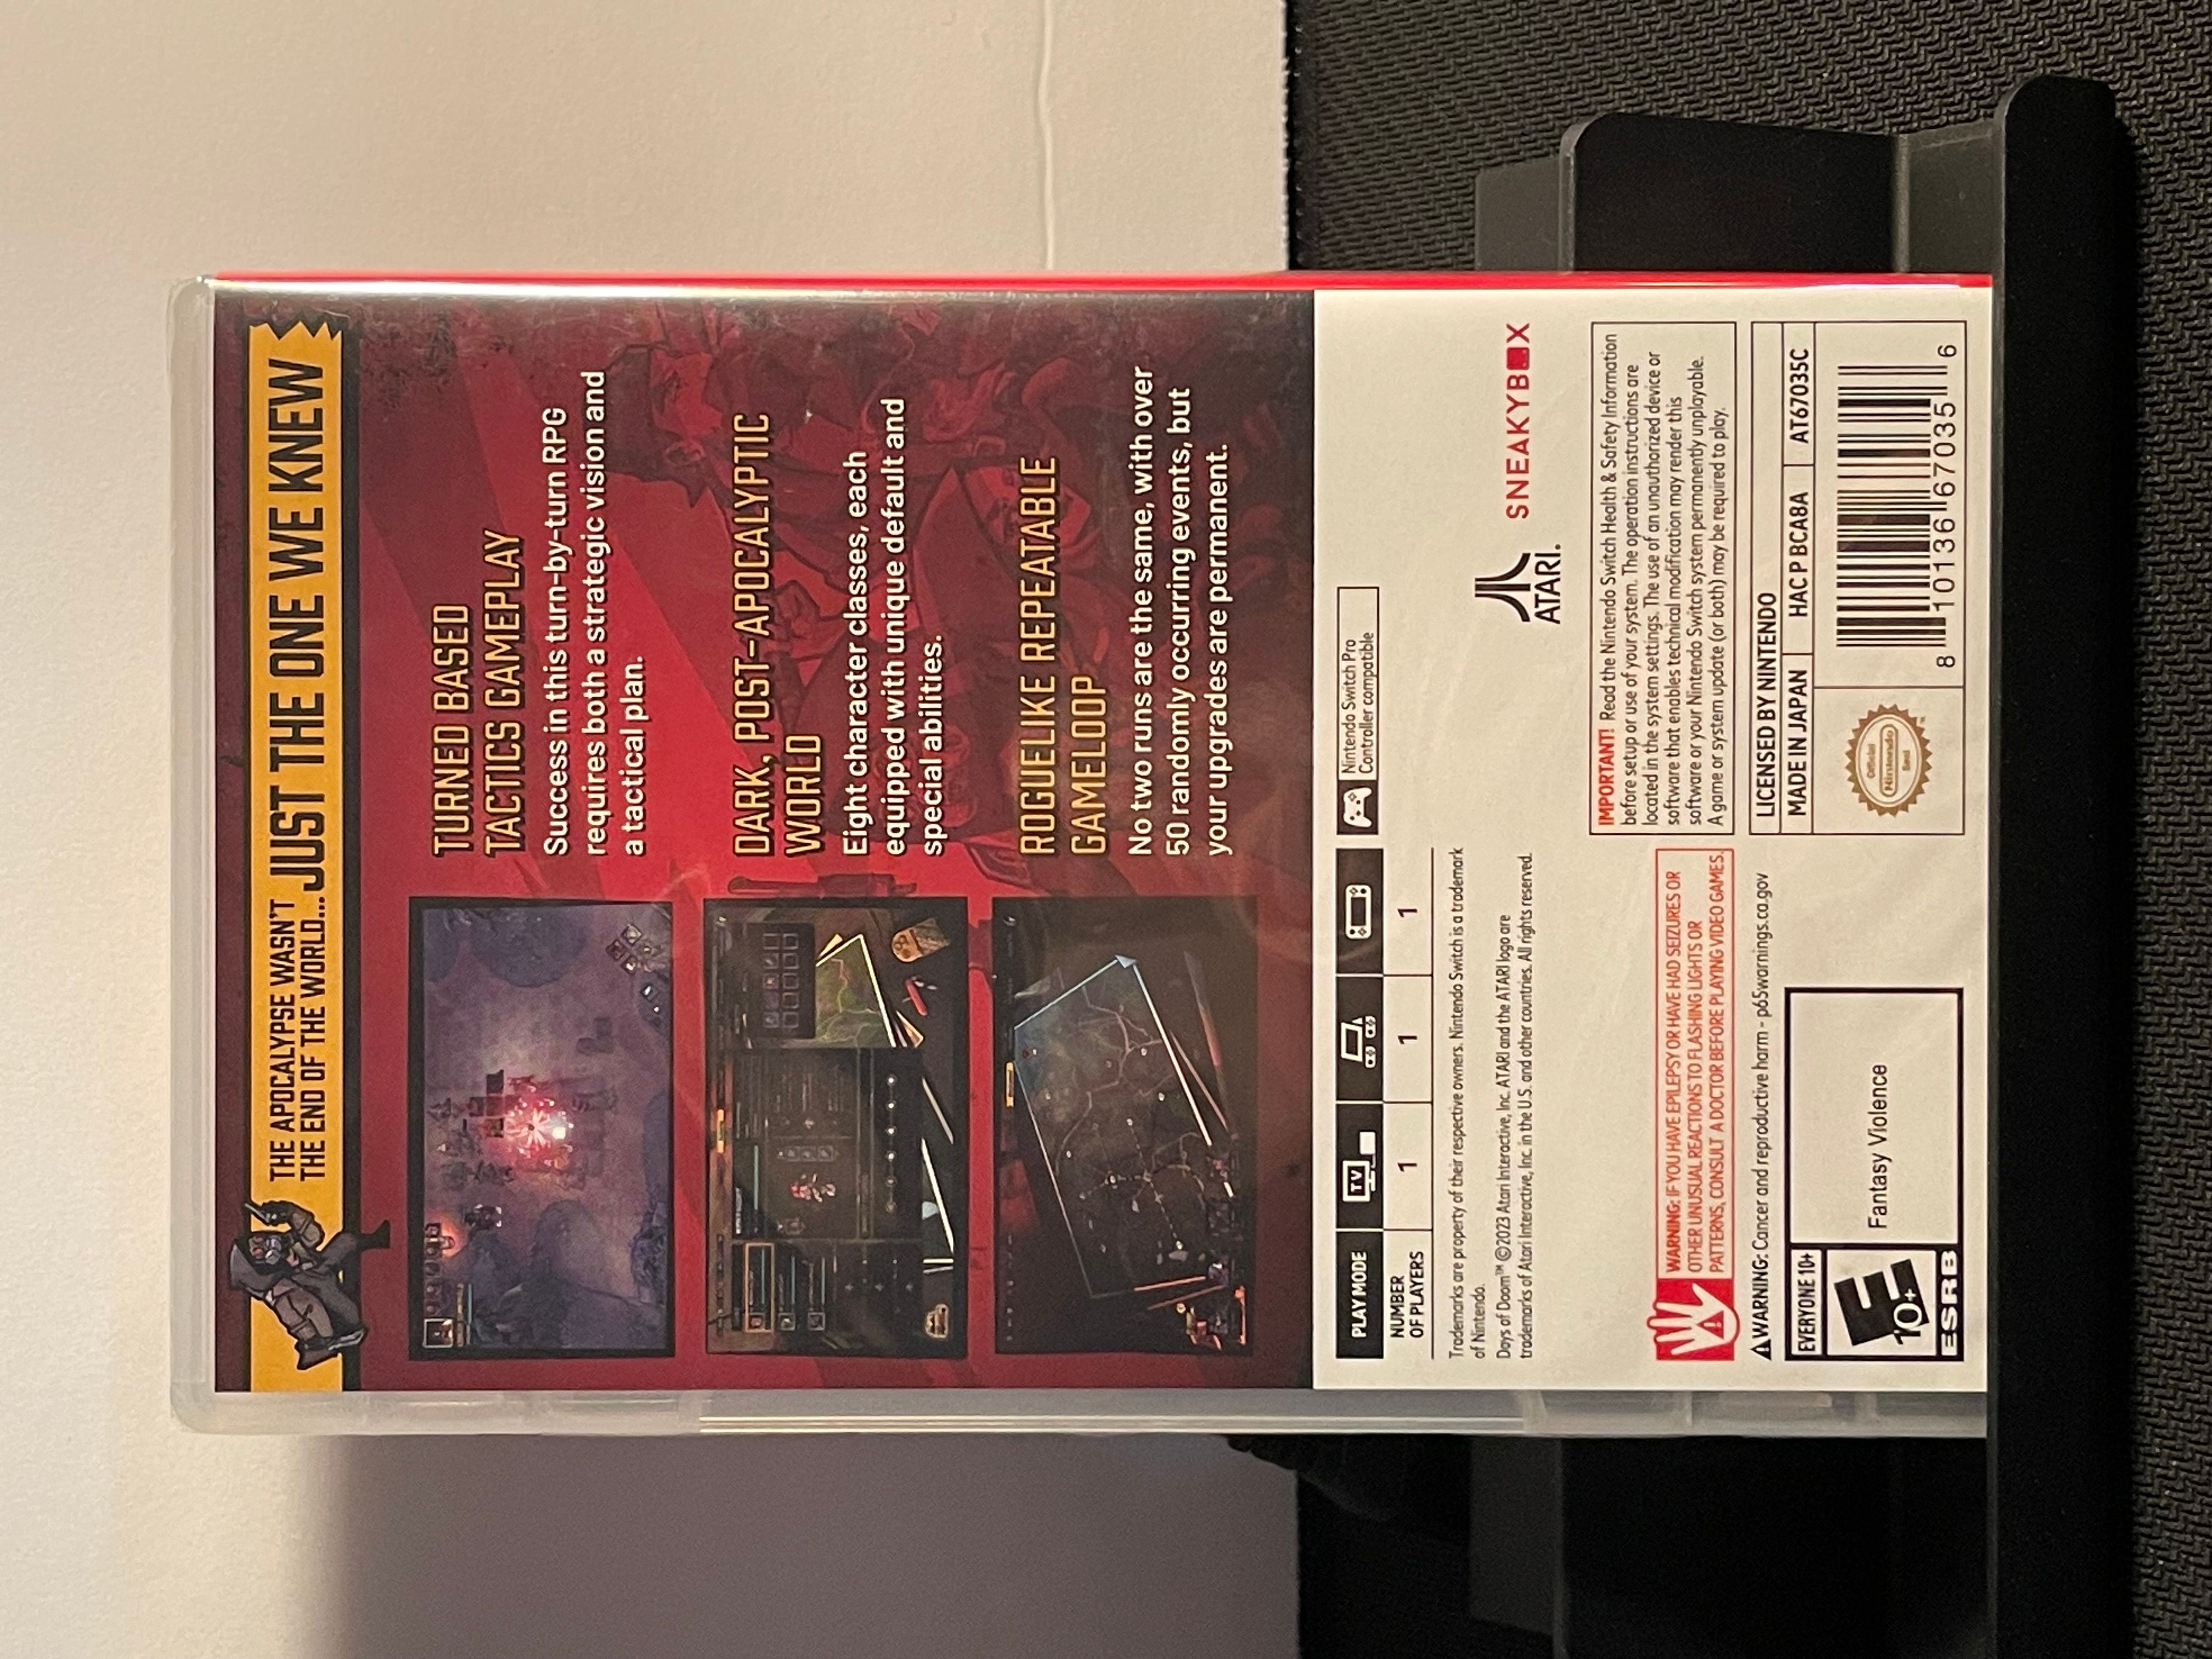 THE APOCALYPSE WASN'T
THE END OF THE WORLD... JUST THE ONE WE KNEW
TURNED BASED
TACTICS GAMEPLAY
Success in this turn-by-turn RPG
requires both a strategic vision and
a tactical plan.
DARK, POST-APOCALYPTIC
WORLD
Eight character classes, each
equipped with unique default and
special abilities.
ROGUELIKE REPEATABLE
GAMELOOP
No two runs are the same, with over
50 randomly occurring events, but
your upgrades are permanent.
PLAY MODE
TV
NUMBER
OF PLAYERS
1
1
1
Nintendo Switch Pro
Controller compatible
Trademarks are property of their respective owners. Nintendo Switch is a trademark
of Nintendo.
Days of Doom™ ©2023 Atari Interactive, Inc. ATARI and the ATARI logo are
trademarks of Atari Interactive, Inc. in the U.S. and other countries. All rights reserved.
ATARI.
SNEAKYBOX
WARNING: IF YOU HAVE EPILEPSY OR HAVE HAD SEIZURES OR
OTHER UNUSUAL REACTIONS TO FLASHING LIGHTS OR
PATTERNS, CONSULT A DOCTOR BEFORE PLAYING VIDEO GAMES.
WARNING: Cancer and reproductive harm - p65warnings.ca.gov
EVERYONE 10+
E
10+
ESRB
Fantasy Violence
IMPORTANT! Read the Nintendo Switch Health & Safety Information
before setup or use of your system. The operation instructions are
located in the system settings. The use of an unauthorized device or
software that enables technical modification may render this
software or your Nintendo Switch system permanently unplayable.
A game or system update (or both) may be required to play.
LICENSED BY NINTENDO
MADE IN JAPAN
HAC P BCA8A
AT67035C
Official
Nintendo
Seal
8 10136 67035 6